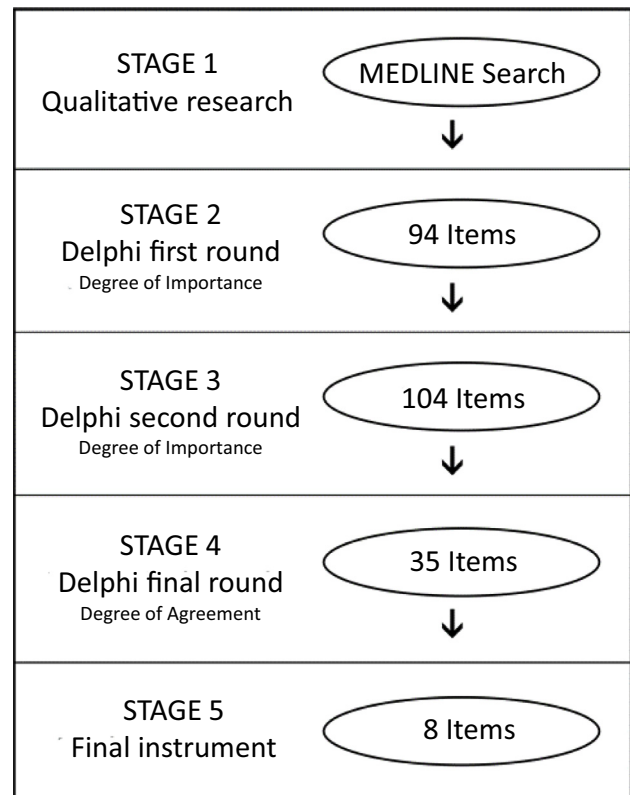 STAGE 1
Qualitative research
MEDLINE Search
STAGE 2
Delphi first round
Degree of Importance
94 Items
STAGE 3
Delphi second round
Degree of Importance
104 Items
STAGE 4
Delphi final round
Degree of Agreement
35 Items
STAGE 5
Final instrument
8 Items